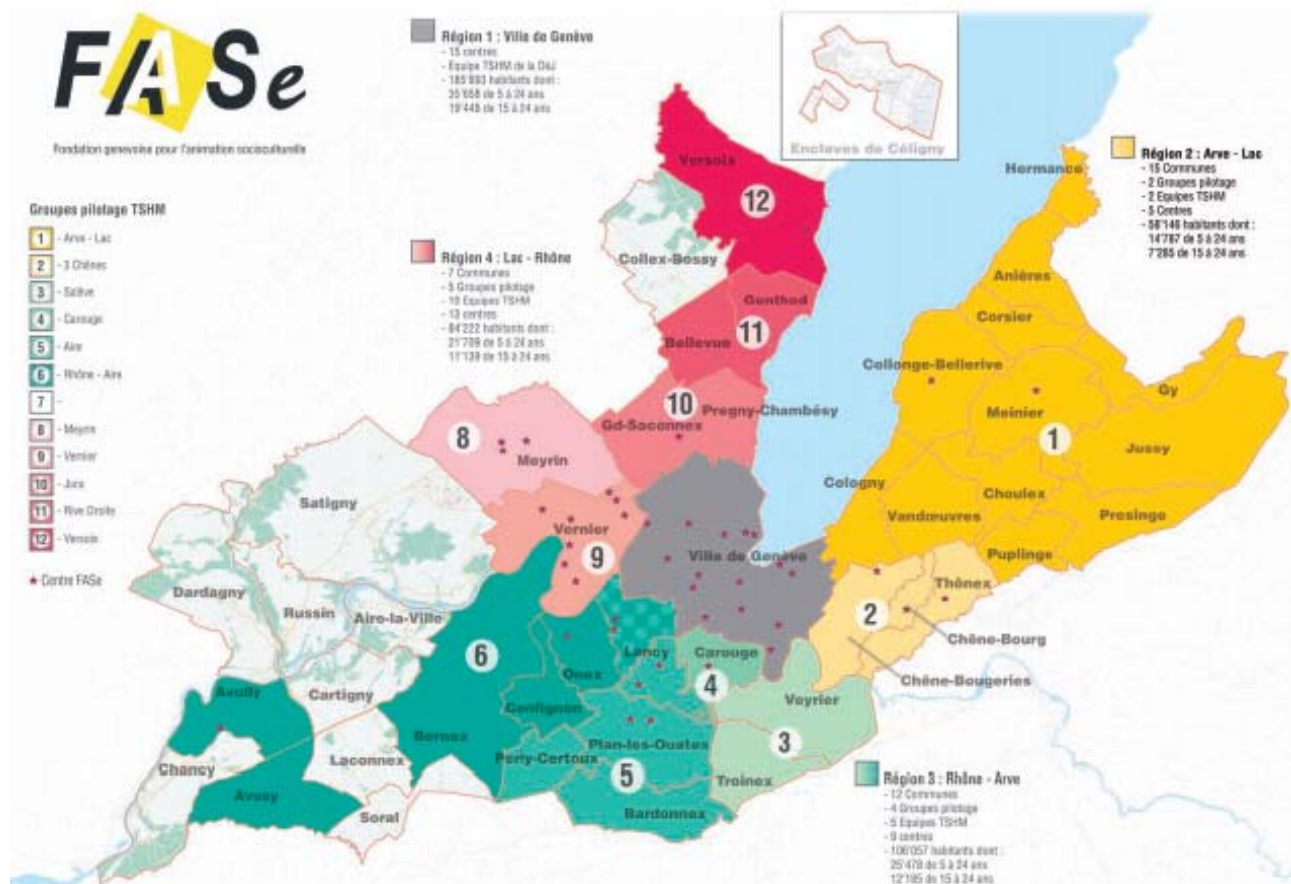 FASe
Fondation genevoise pour l'animation socioculturelle
Groupes pilotage TSHM
1 - Arve - Lac
2 - 3 Chênes
3 - Salève
4 - Carouge
5 - Aire
6 - Rhône - Aire
7 -
8 - Meyrin
9 - Vernier
10 - Jura
11 - Rive Droite
12 - Versoix
★ Centre FASe
Région 1 : Ville de Genève
- 15 centres
- Equipe TSHM de la DéJ
- 185'893 habitants dont :
35'658 de 5 à 24 ans
19'445 de 15 à 24 ans
Enclaves de Céligny
Région 2 : Arve - Lac
- 15 Communes
- 2 Groupes pilotage
- 2 Equipes TSHM
- 5 Centres
- 58'146 habitants dont :
14'787 de 5 à 24 ans
7'285 de 15 à 24 ans
Région 4 : Lac - Rhône
- 7 Communes
- 5 Groupes pilotage
- 10 Equipes TSHM
- 13 centres
- 84'222 habitants dont :
21'709 de 5 à 24 ans
11'139 de 15 à 24 ans
Versoix
12
Collex-Bossy
Genthod
11
Bellevue
10
Pregny-Chambésy
Gd-Saconnex
8
Meyrin
Vernier
9
Ville de Genève
Hermance
Anières
Corsier
Collonge-Bellerive
Gy
Meinier
1
Jussy
Cologny
Choulex
Vandœuvres
Presinge
Puplinge
Thônex
2
Chêne-Bourg
Chêne-Bougeries
Satigny
Dardagny
Russin
Aire-la-Ville
6
Onex
Lancy
Carouge
4
Veyrier
Cartigny
Avully
Confignon
Bernex
Laconnex
Plan-les-Ouates
3
Chancy
Perly-Certoux
5
Troinex
Avusy
Soral
Bardonnex
Région 3 : Rhône - Arve
- 12 Communes
- 4 Groupes pilotage
- 5 Equipes TSHM
- 9 centres
- 106'057 habitants dont :
25'478 de 5 à 24 ans
12'185 de 15 à 24 ans